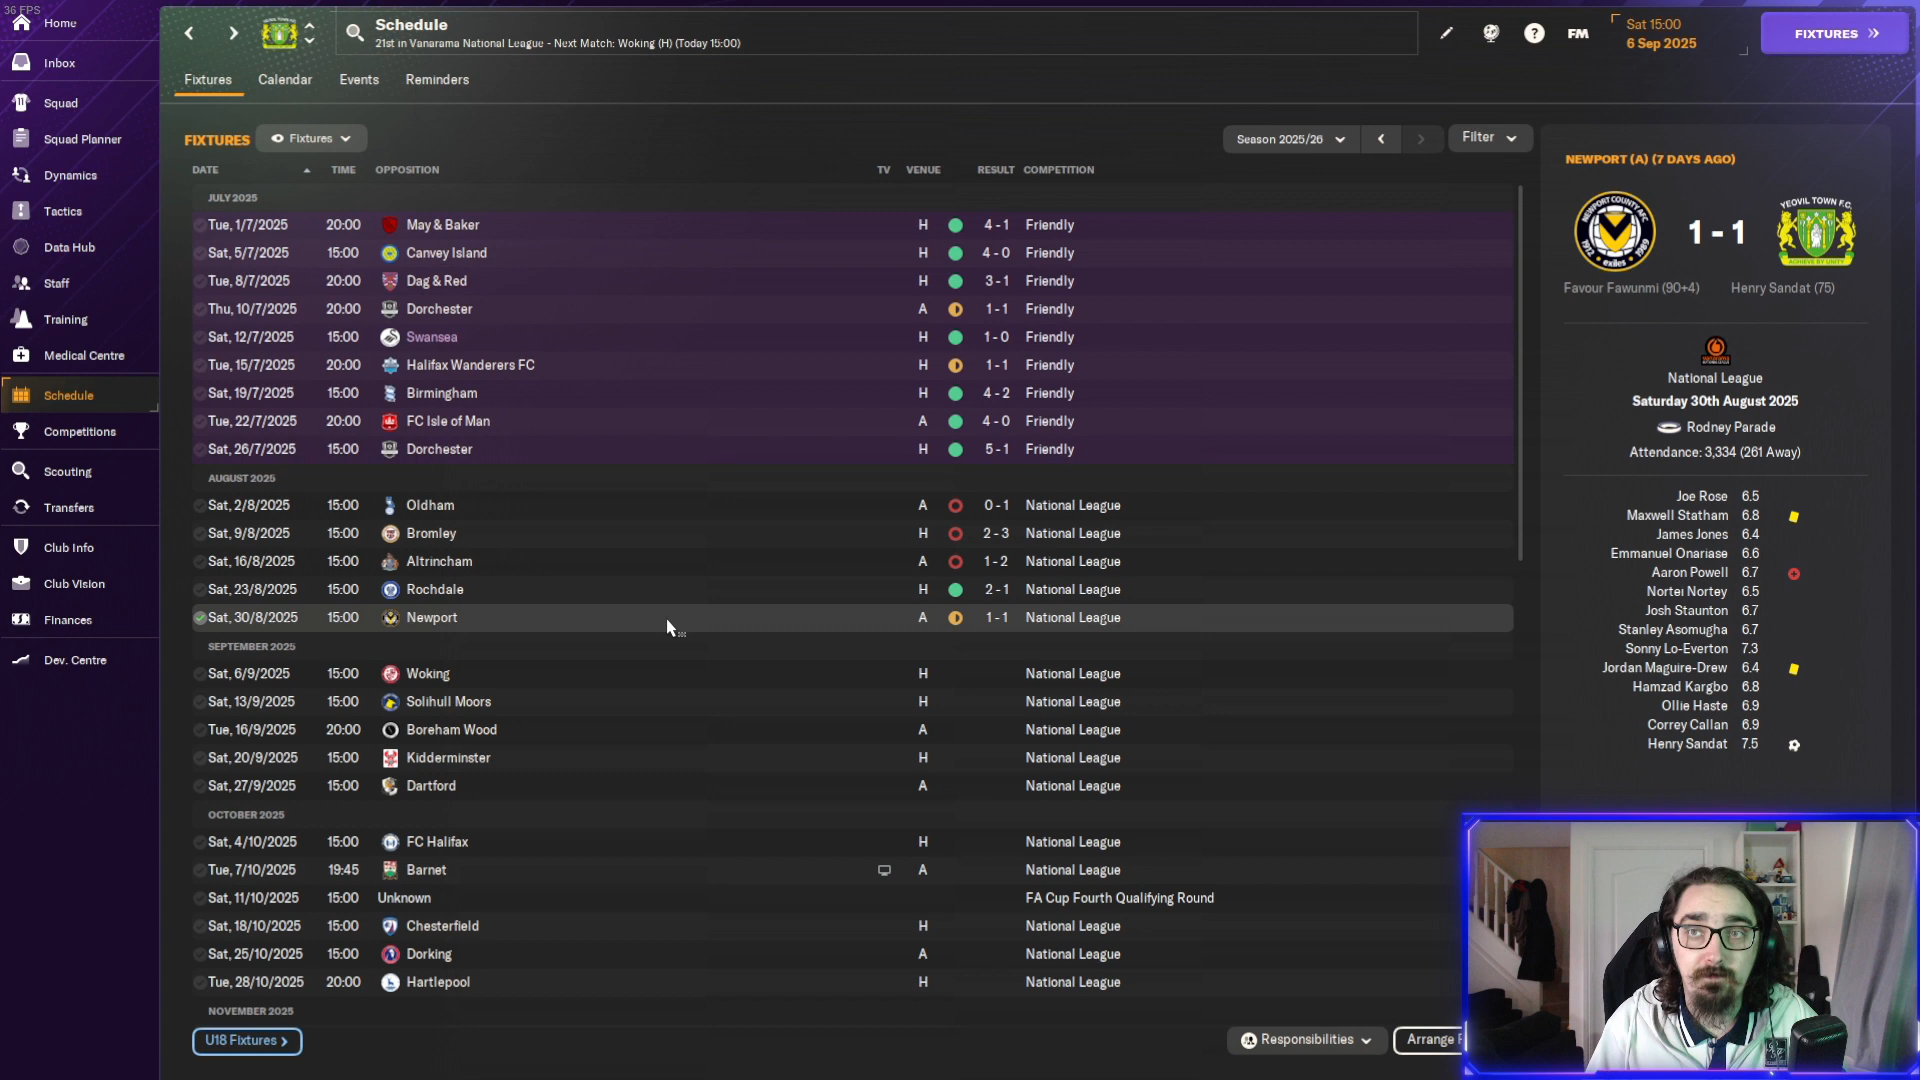 36 FPS
Home
Inbox
Squad
Squad Planner
Dynamics
Tactics
Data Hub
Staff
Training
Medical Centre
Schedule
Competitions
Scouting
Transfers
Club Info
Club Vision
Finances
Dev. Centre
Schedule
21st in Vanarama National League - Next Match: Woking (H) (Today 15:00)
FM
Sat 15:00
6 Sep 2025
FIXTURES
Fixtures Calendar Events Reminders
FIXTURES Fixtures Season 2025/26 Filter
DATE TIME OPPOSITION TV VENUE RESULT COMPETITION
JULY 2025
Tue, 1/7/2025 20:00 May & Baker H 4 - 1 Friendly
Sat, 5/7/2025 15:00 Canvey Island H 4 - 0 Friendly
Tue, 8/7/2025 20:00 Dag & Red H 3 - 1 Friendly
Thu, 10/7/2025 20:00 Dorchester A 1 - 1 Friendly
Sat, 12/7/2025 15:00 Swansea H 1 - 0 Friendly
Tue, 15/7/2025 20:00 Halifax Wanderers FC H 1 - 1 Friendly
Sat, 19/7/2025 15:00 Birmingham H 4 - 2 Friendly
Tue, 22/7/2025 20:00 FC Isle of Man A 4 - 0 Friendly
Sat, 26/7/2025 15:00 Dorchester H 5 - 1 Friendly
AUGUST 2025
Sat, 2/8/2025 15:00 Oldham A 0 - 1 National League
Sat, 9/8/2025 15:00 Bromley H 2 - 3 National League
Sat, 16/8/2025 15:00 Altrincham A 1 - 2 National League
Sat, 23/8/2025 15:00 Rochdale H 2 - 1 National League
Sat, 30/8/2025 15:00 Newport A 1 - 1 National League
SEPTEMBER 2025
Sat, 6/9/2025 15:00 Woking H National League
Sat, 13/9/2025 15:00 Solihull Moors H National League
Tue, 16/9/2025 20:00 Boreham Wood A National League
Sat, 20/9/2025 15:00 Kidderminster H National League
Sat, 27/9/2025 15:00 Dartford A National League
OCTOBER 2025
Sat, 4/10/2025 15:00 FC Halifax H National League
Tue, 7/10/2025 19:45 Barnet A National League
Sat, 11/10/2025 15:00 Unknown FA Cup Fourth Qualifying Round
Sat, 18/10/2025 15:00 Chesterfield H National League
Sat, 25/10/2025 15:00 Dorking A National League
Tue, 28/10/2025 20:00 Hartlepool H National League
NOVEMBER 2025
U18 Fixtures
Responsibilities
Arrange
NEWPORT (A) (7 DAYS AGO)
NEWPORT COUNTY AFC
1912 1989
exiles
1 - 1
YEOVIL TOWN F.C.
ACHIEVE BY UNITY
Favour Fawunmi (90+4) Henry Sandat (75)
National League
Saturday 30th August 2025
Rodney Parade
Attendance: 3,334 (261 Away)
Joe Rose 6.5
Maxwell Statham 6.8
James Jones 6.4
Emmanuel Onariase 6.6
Aaron Powell 6.7
Nortei Nortey 6.5
Josh Staunton 6.7
Stanley Asomugha 6.7
Sonny Lo-Everton 7.3
Jordan Maguire-Drew 6.4
Hamzad Kargbo 6.8
Ollie Haste 6.9
Correy Callan 6.9
Henry Sandat 7.5